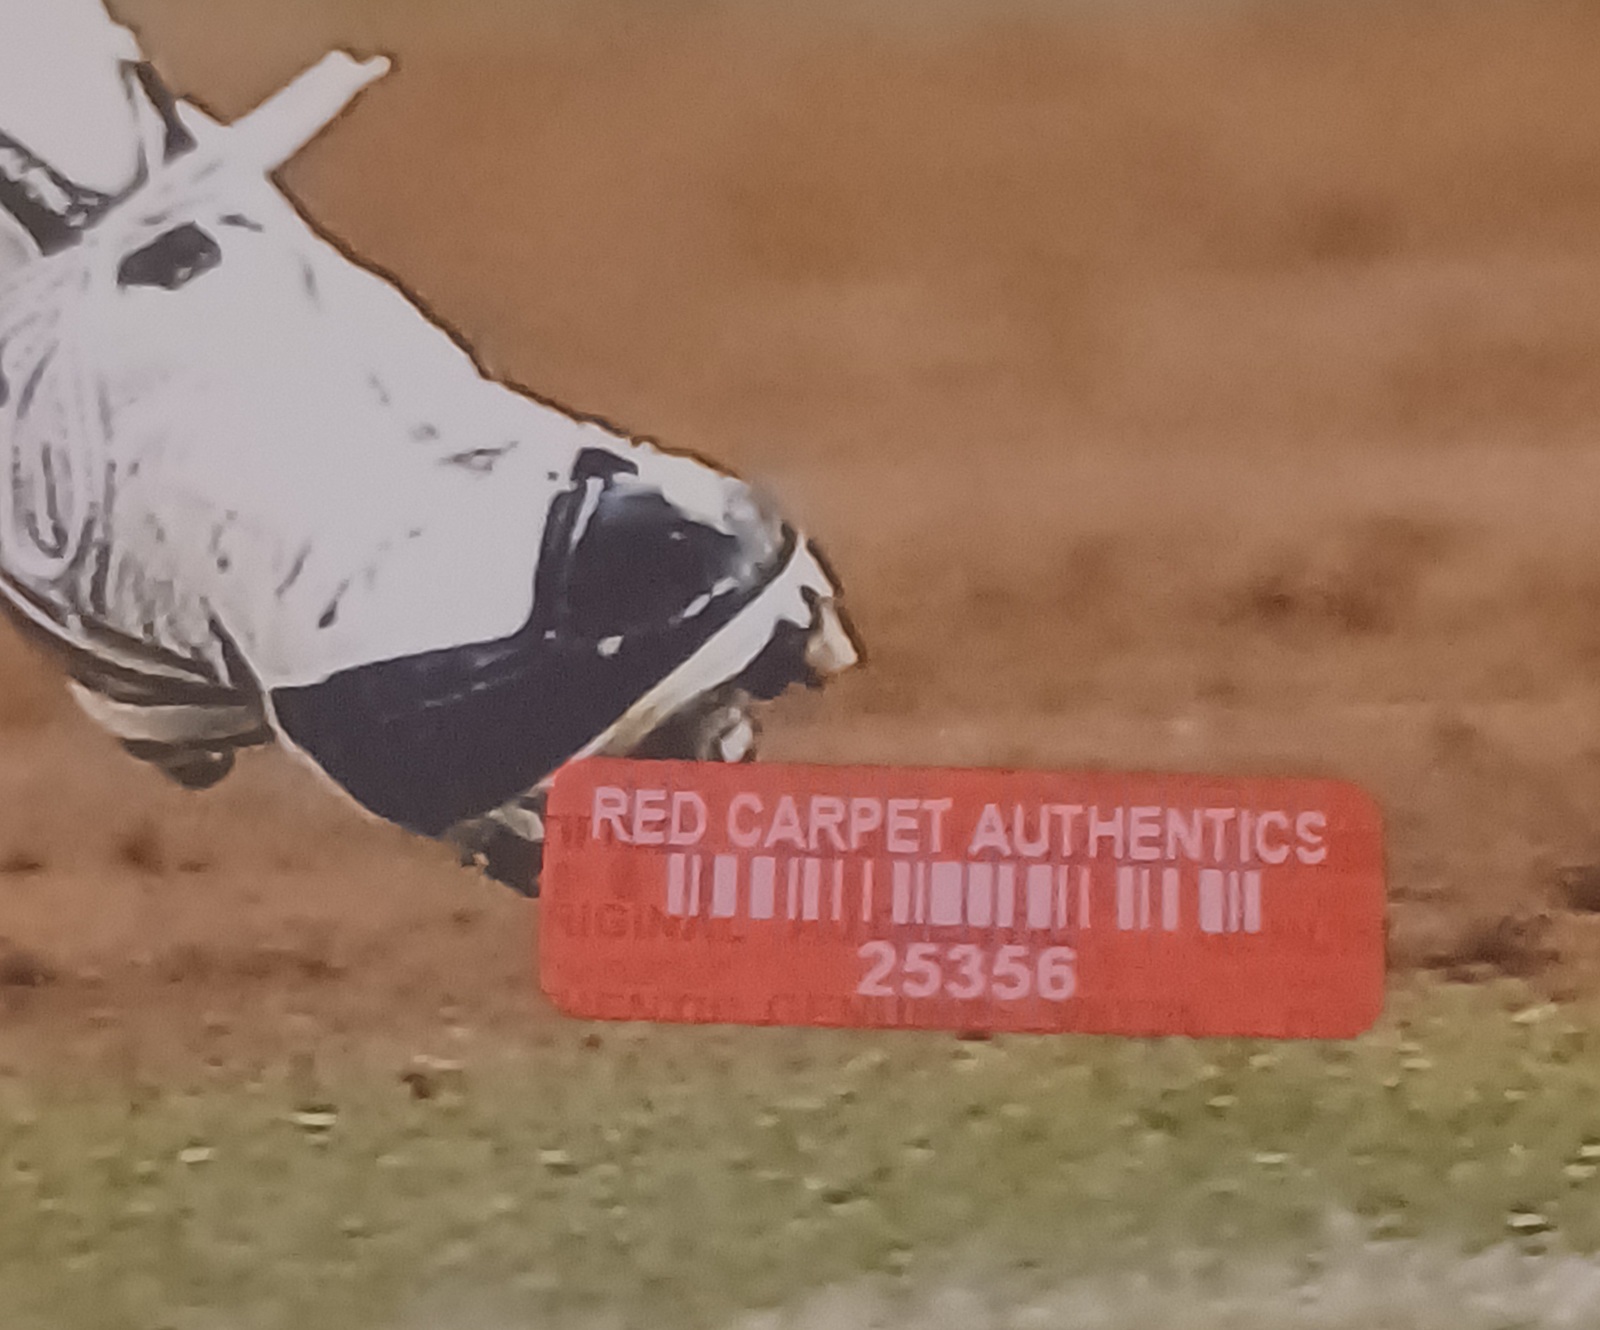 RED CARPET AUTHENTICS
25356